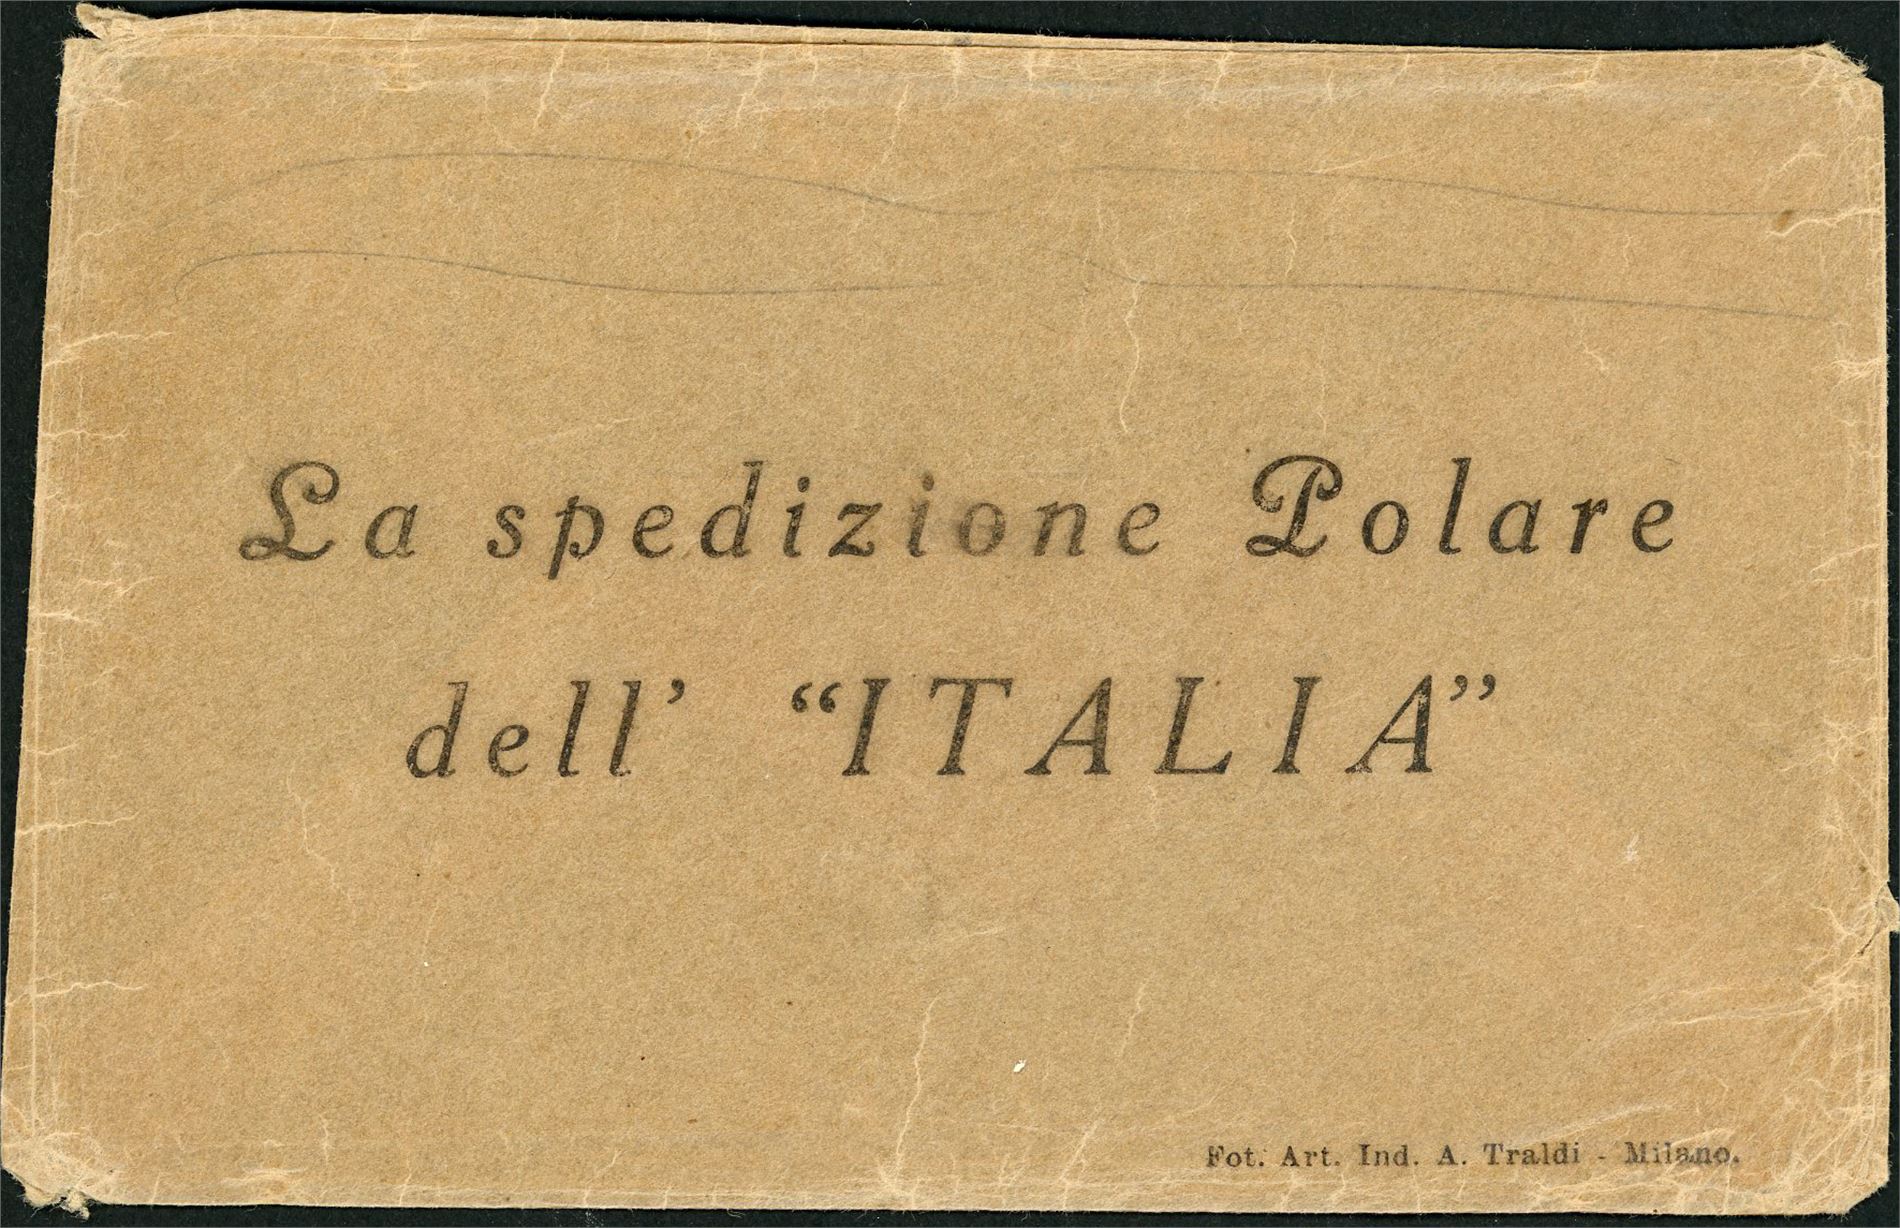 La spedizione Polare
dell' “ITALIA”
Fot. Art. Ind. A. Traldi - Milano.